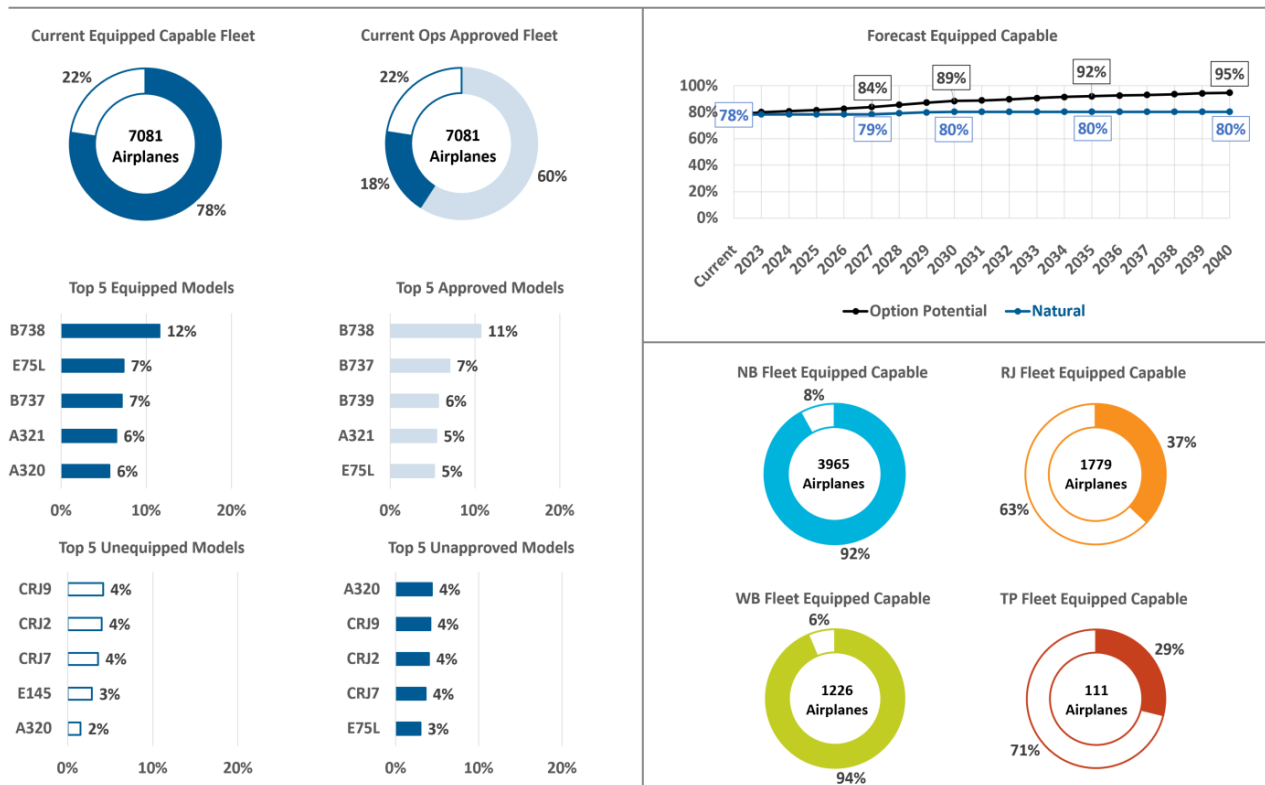 Current Equipped Capable Fleet
22%
7081
Airplanes
78%
Current Ops Approved Fleet
22%
7081
Airplanes
18%
60%
Top 5 Equipped Models
B738
12%
E75L
7%
B737
7%
A321
6%
A320
6%
0%
10%
20%
Top 5 Approved Models
B738
11%
B737
7%
B739
6%
A321
5%
E75L
5%
0%
10%
20%
Top 5 Unequipped Models
CRJ9
4%
CRJ2
4%
CRJ7
4%
E145
3%
A320
2%
0%
10%
20%
Top 5 Unapproved Models
A320
4%
CRJ9
4%
CRJ2
4%
CRJ7
4%
E75L
3%
0%
10%
20%
Forecast Equipped Capable
100%
80%
60%
40%
20%
0%
84%
89%
92%
95%
78%
79%
80%
80%
80%
Current
2023
2024
2025
2026
2027
2028
2029
2030
2031
2032
2033
2034
2035
2036
2037
2038
2039
2040
Option Potential
Natural
NB Fleet Equipped Capable
8%
3965
Airplanes
92%
RJ Fleet Equipped Capable
37%
1779
Airplanes
63%
WB Fleet Equipped Capable
6%
1226
Airplanes
94%
TP Fleet Equipped Capable
29%
111
Airplanes
71%